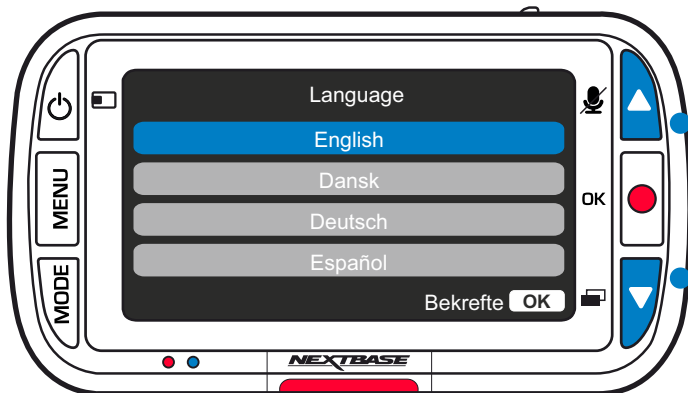 Language
English
Dansk
MENU
OK
Deutsch
Español
MODE
Bekrefte OK
NEXTBASE